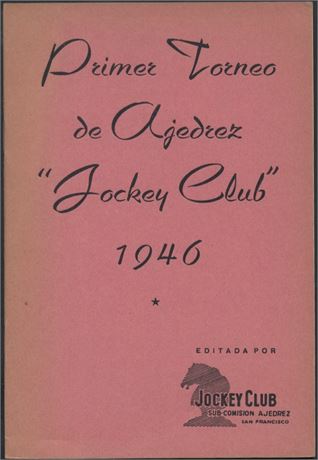 Primer Torneo
de Ajedrez
"Jockey Club"
1946
EDITADA POR
JOCKEY CLUB
SUB-COMISION AJEDREZ
SAN FRANCISCO